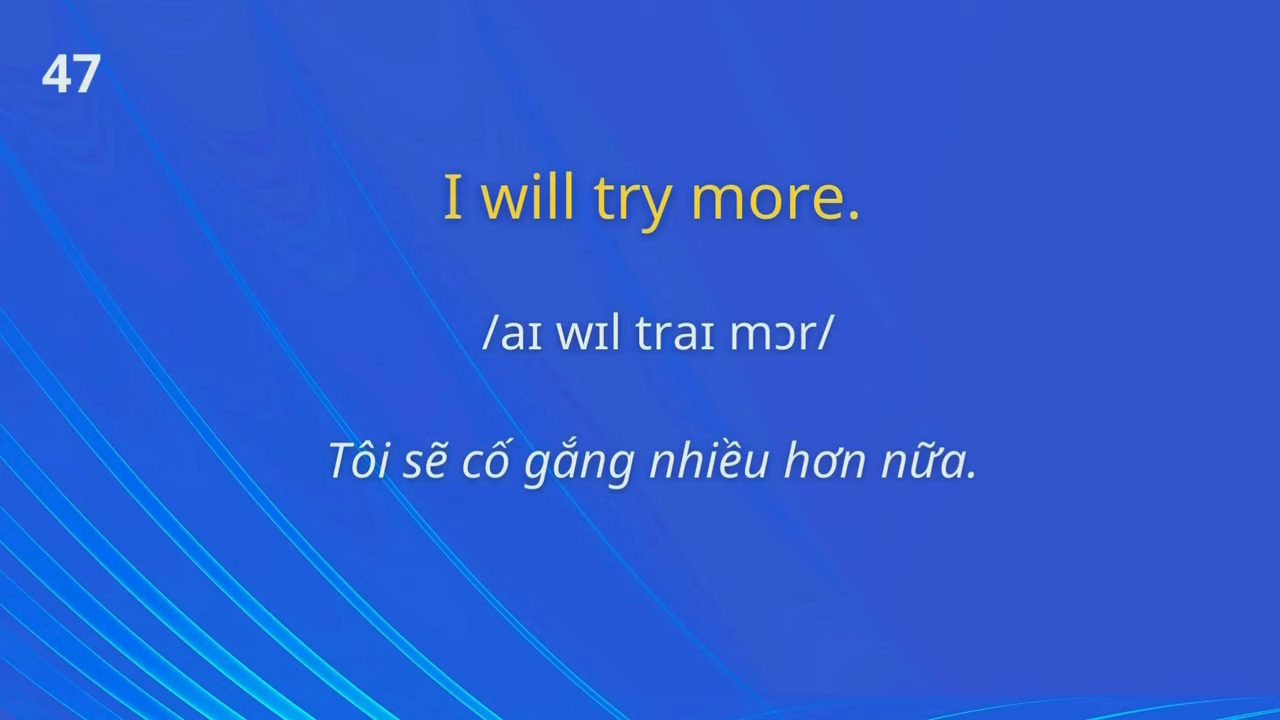 47
I will try more.
/aɪ wɪl traɪ mɔr/
Tôi sẽ cố gắng nhiều hơn nữa.